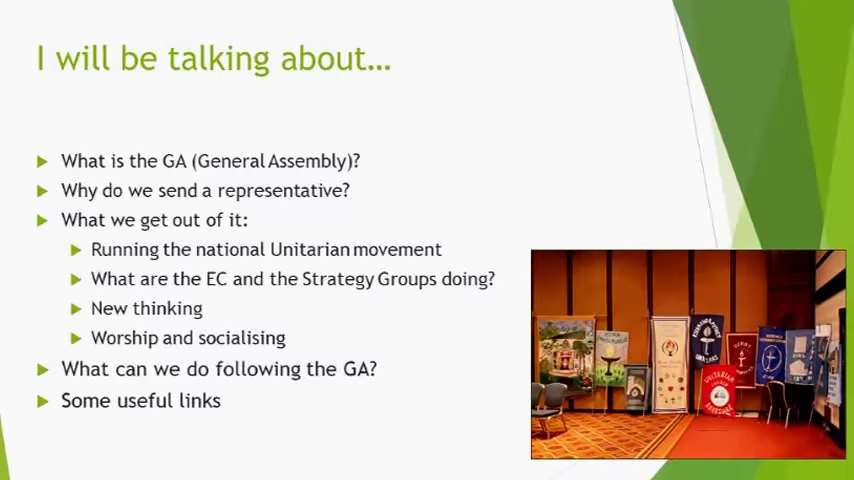 I will be talking about...
What is the GA (General Assembly)?
Why do we send a representative?
What we get out of it:
Running the national Unitarian movement
What are the EC and the Strategy Groups doing?
New thinking
Worship and socialising
What can we do following the GA?
Some useful links
UNITARIAN